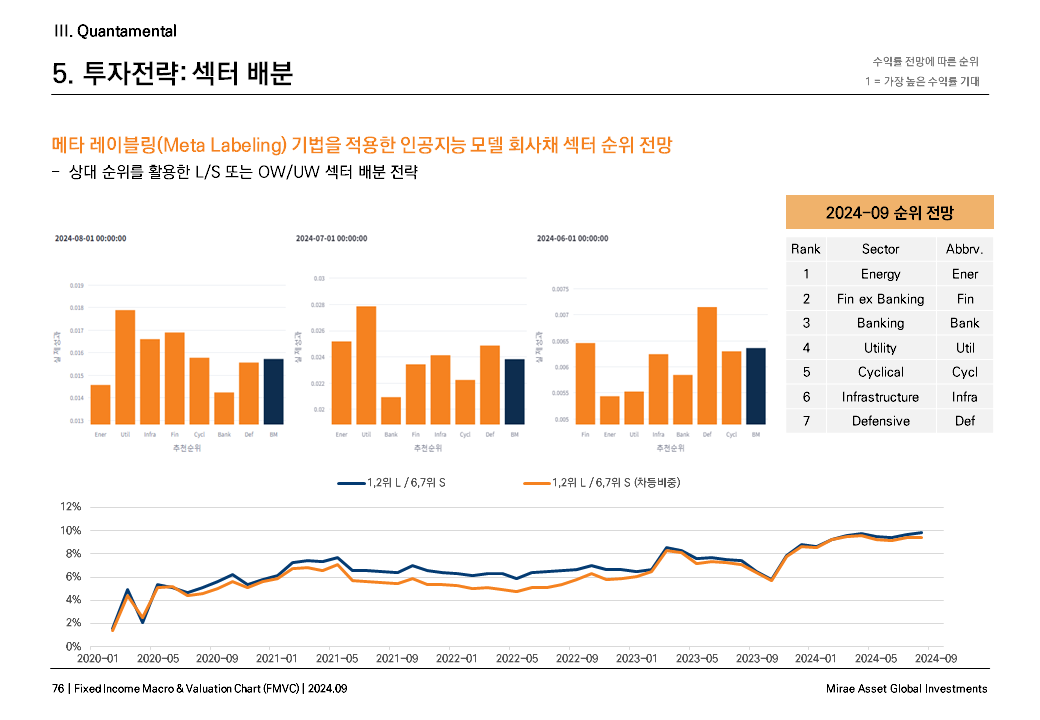 III. Quantamental
5. 투자전략: 섹터 배분
수익률 전망에 따른 순위
1 = 가장 높은 수익률 기대
메타 레이블링(Meta Labeling) 기법을 적용한 인공지능 모델 회사채 섹터 순위 전망
- 상대 순위를 활용한 L/S 또는 OW/UW 섹터 배분 전략
2024-08-01 00:00:00
0.019
0.018
0.017
0.016
0.015
0.014
0.013
실제성과
Ener Util Infra Fin Cycl Bank Def BM
추천순위
2024-07-01 00:00:00
0.03
0.028
0.026
0.024
0.022
0.02
실제성과
Ener Util Bank Fin Infra Cycl Def BM
추천순위
2024-06-01 00:00:00
0.0075
0.007
0.0065
0.006
0.0055
0.005
실제성과
Fin Ener Util Infra Bank Def Cycl BM
추천순위
2024-09 순위 전망
Rank Sector Abbrv.
1 Energy Ener
2 Fin ex Banking Fin
3 Banking Bank
4 Utility Util
5 Cyclical Cycl
6 Infrastructure Infra
7 Defensive Def
1,2위 L / 6,7위 S 1,2위 L / 6,7위 S (차등비중)
12%
10%
8%
6%
4%
2%
0%
2020-01 2020-05 2020-09 2021-01 2021-05 2021-09 2022-01 2022-05 2022-09 2023-01 2023-05 2023-09 2024-01 2024-05 2024-09
76 | Fixed Income Macro & Valuation Chart (FMVC) | 2024.09
Mirae Asset Global Investments